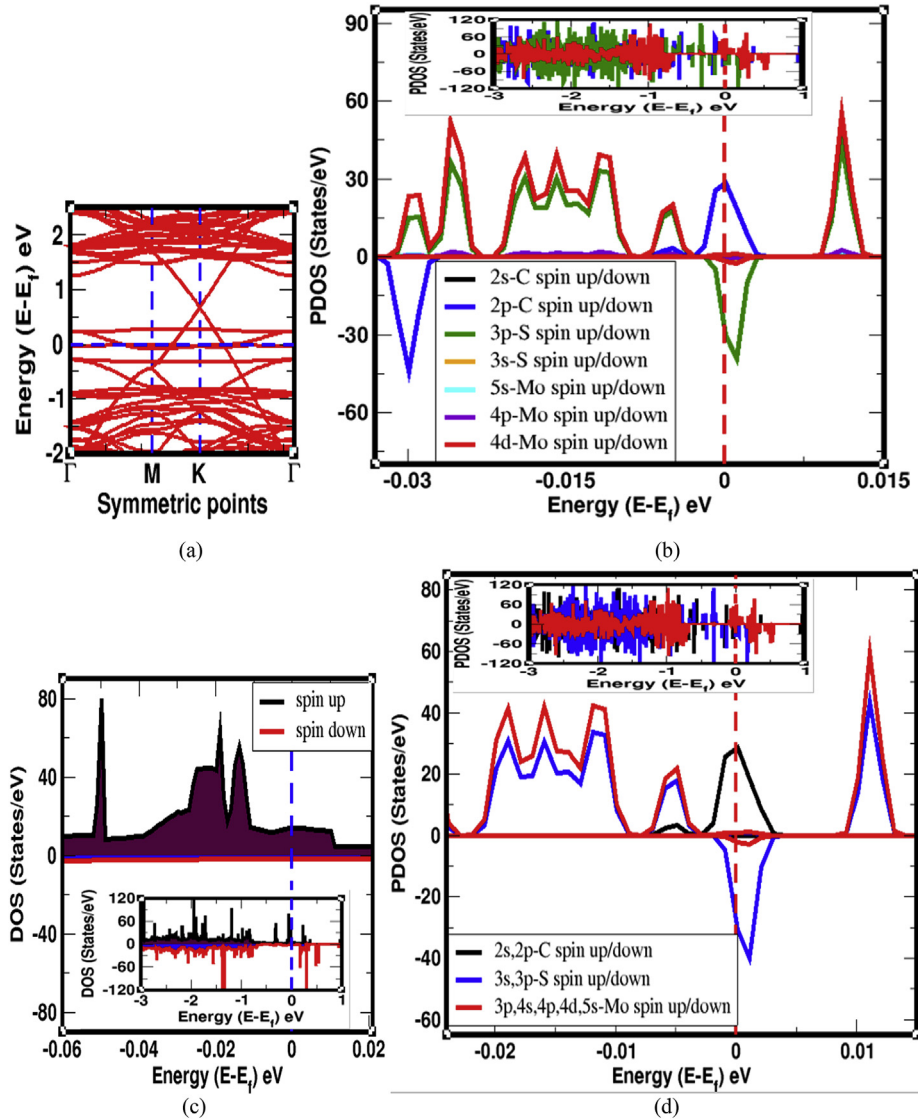 2
1
0
-1
-2
Energy (E-E_f) eV
Γ M K Γ
Symmetric points
(a)
90
60
30
0
-30
-60
PDOS (States/eV)
120
60
0
-60
-120
PDOS (States/eV)
-3 -2 -1 0 1
Energy (E-E_f) eV
2s-C spin up/down
2p-C spin up/down
3p-S spin up/down
3s-S spin up/down
5s-Mo spin up/down
4p-Mo spin up/down
4d-Mo spin up/down
-0.03 -0.015 0 0.015
Energy (E-E_f) eV
(b)
80
40
0
-40
-80
DOS (States/eV)
spin up
spin down
120
60
0
-60
-120
DOS (States/eV)
-3 -2 -1 0 1
Energy (E-E_f) eV
-0.06 -0.04 -0.02 0 0.02
Energy (E-E_f) eV
(c)
80
60
40
20
0
-20
-40
-60
PDOS (States/eV)
120
60
0
-60
-120
PDOS (States/eV)
-3 -2 -1 0 1
Energy (E-E_f) eV
2s,2p-C spin up/down
3s,3p-S spin up/down
3p,4s,4p,4d,5s-Mo spin up/down
-0.02 -0.01 0 0.01
Energy (E-E_f) eV
(d)